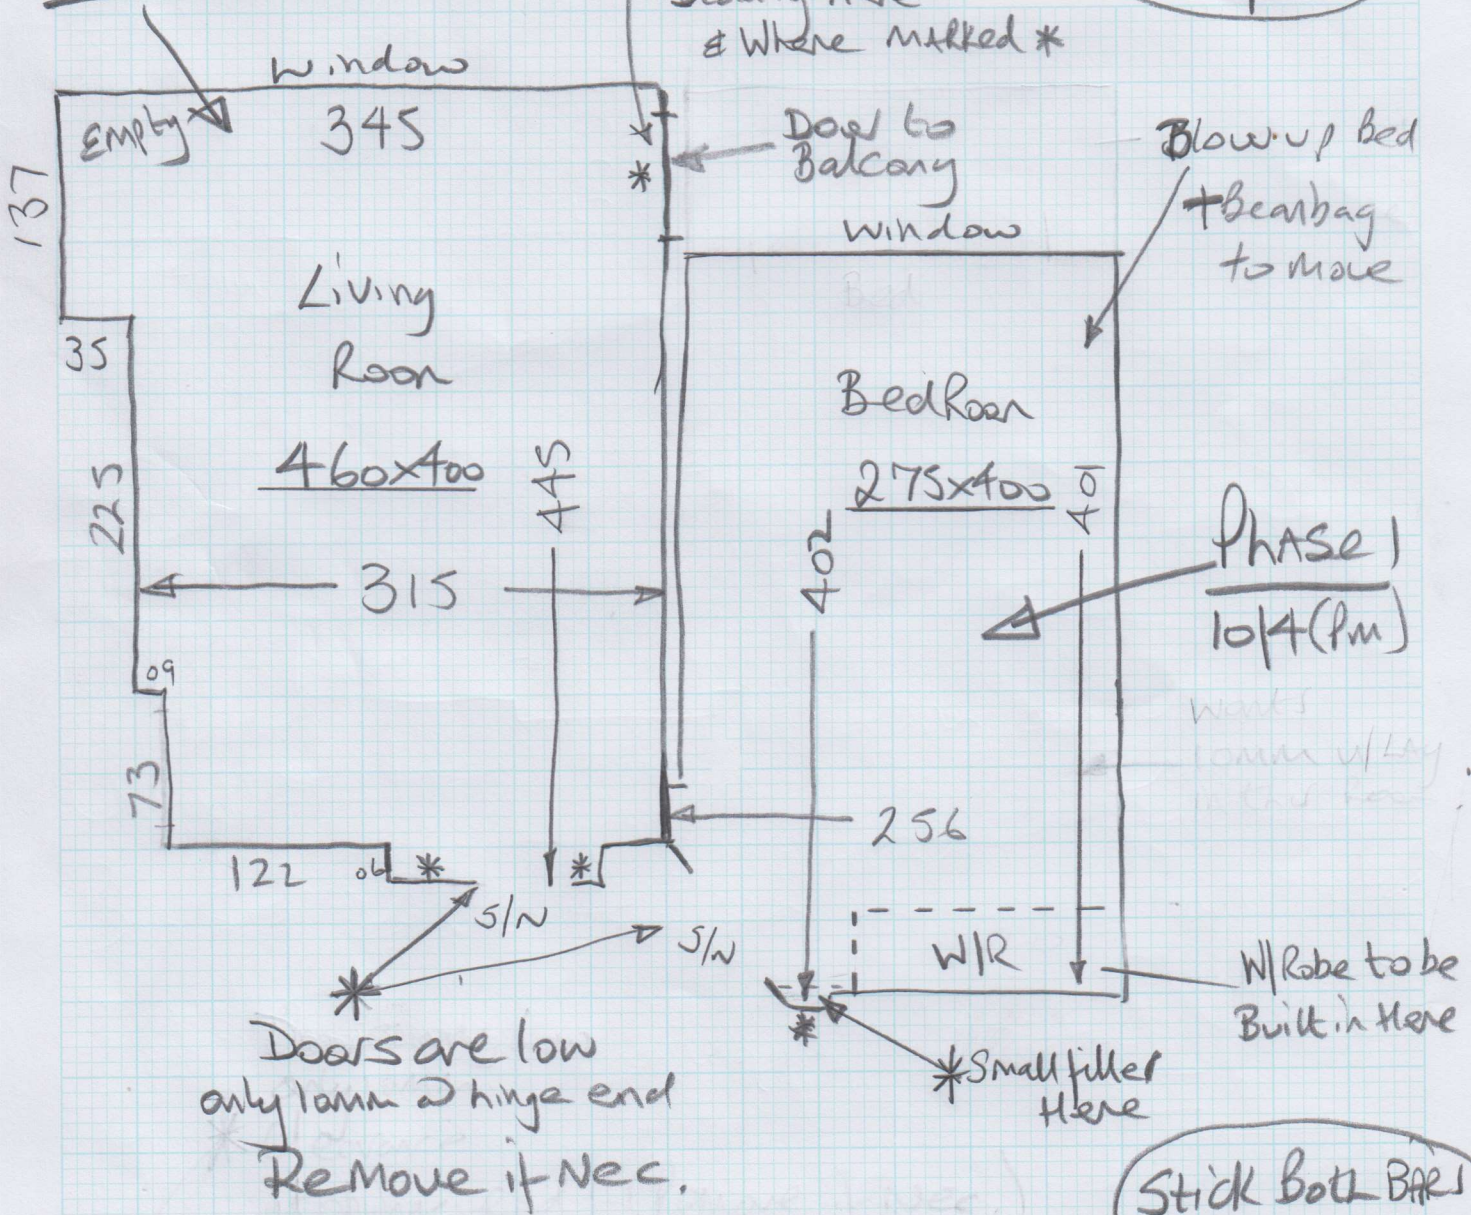 & Where MARKED *
window
Empty
345
*
Door to
Balcony
Blow-up Bed
+ Beanbag
to Move
137
window
Living
Room
35
BedRoom
460x400
445
275x400
401
225
402
Phase 1
10/4 (PM)
315
09
Wants
10mm u/LAY
73
256
122
06
*
*
S/N
S/N
W/R
W/Robe to be
Built in Here
*
*
Doors are low
only 10mm @ hinge end
Remove if Nec.
*Small filler
Here
Stick Both BARS